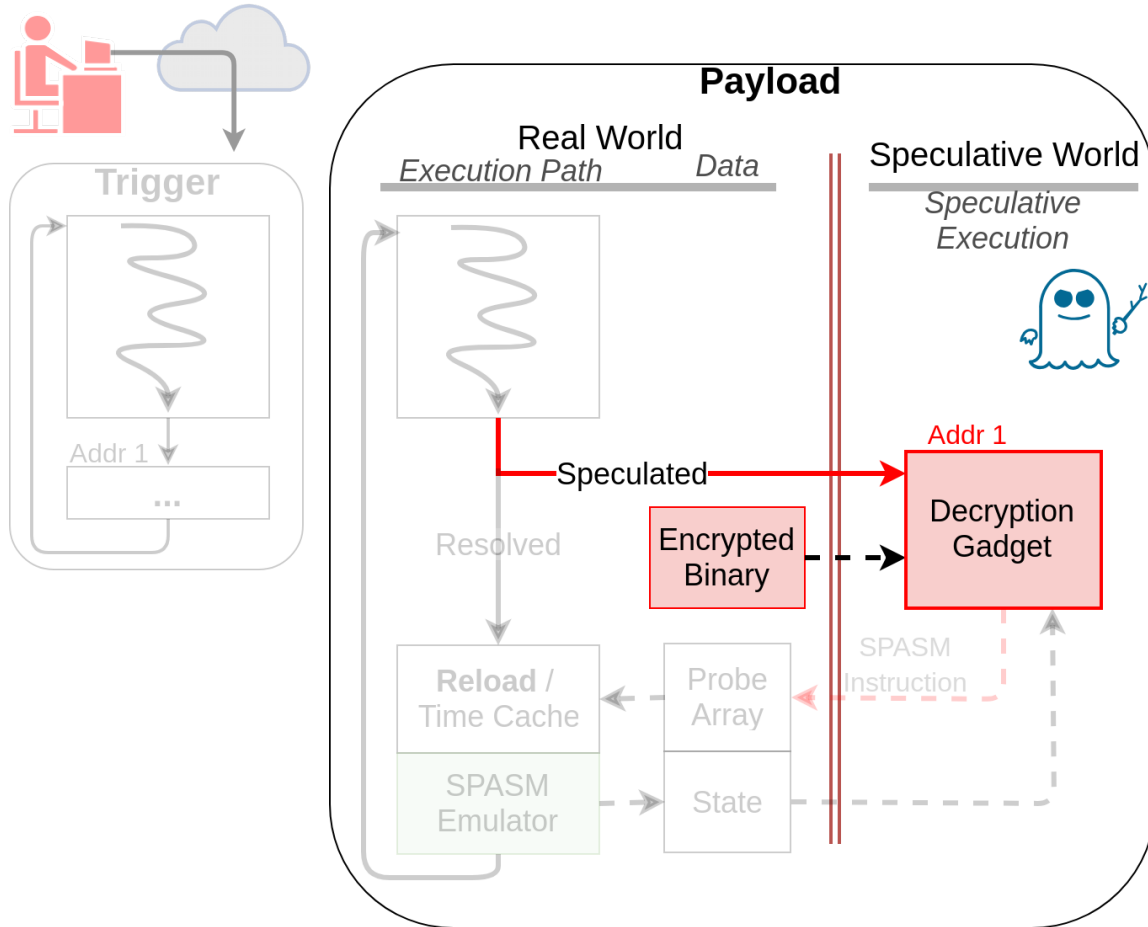 Payload
Real World
Execution Path
Data
Speculative World
Speculative
Execution
Trigger
Addr 1
...
Addr 1
Speculated
Decryption
Gadget
Encrypted
Binary
Resolved
SPASM
Instruction
Reload /
Time Cache
Probe
Array
SPASM
Emulator
State